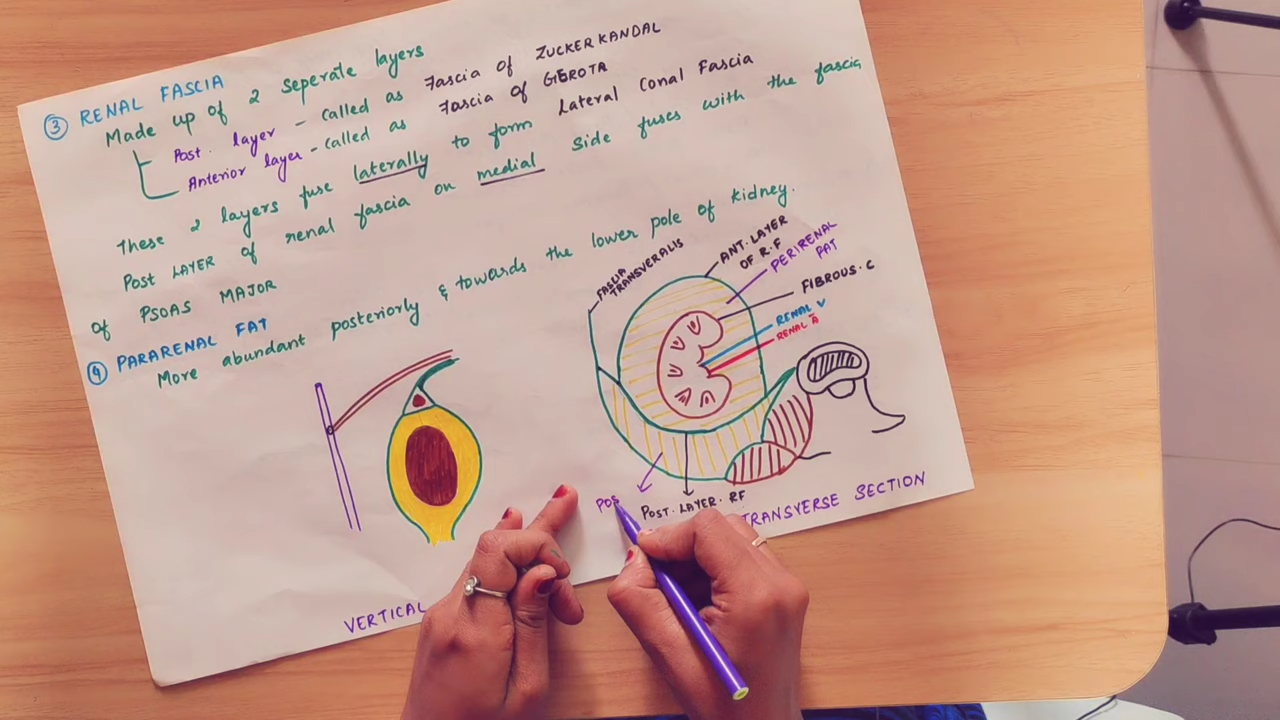 ③ RENAL FASCIA
Made up of 2 seperate layers
Post. layer - called as Fascia of ZUCKERKANDAL
Anterior layer - called as Fascia of GEROTA
These 2 layers fuse laterally to form Lateral Conal Fascia
Post LAYER of renal fascia on medial side fuses with the fascia
of PSOAS MAJOR
④ PARARENAL FAT
More abundant posteriorly & towards the lower pole of kidney.
FASCIA
TRANSVERALIS
ANT. LAYER
OF R.F
PERIRENAL
FAT
FIBROUS.C
RENAL V
RENAL A
POS
POST. LAYER. RF
VERTICAL
TRANSVERSE SECTION